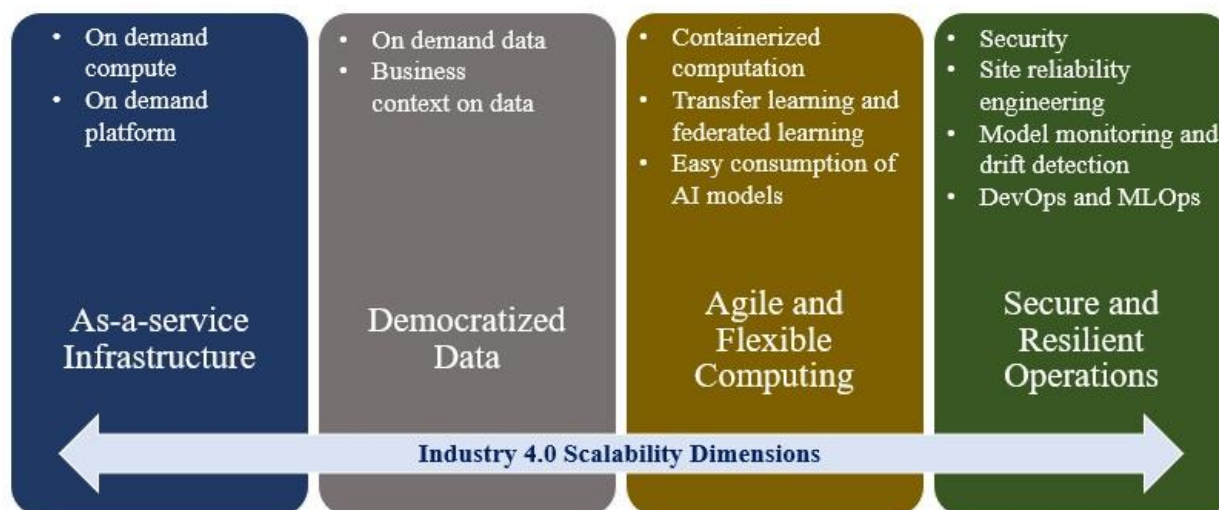 • On demand
compute
• On demand
platform
As-a-service
Infrastructure
• On demand data
• Business
context on data
Democratized
Data
• Containerized
computation
• Transfer learning and
federated learning
• Easy consumption of
AI models
Agile and
Flexible
Computing
• Security
• Site reliability
engineering
• Model monitoring and
drift detection
• DevOps and MLOps
Secure and
Resilient
Operations
Industry 4.0 Scalability Dimensions